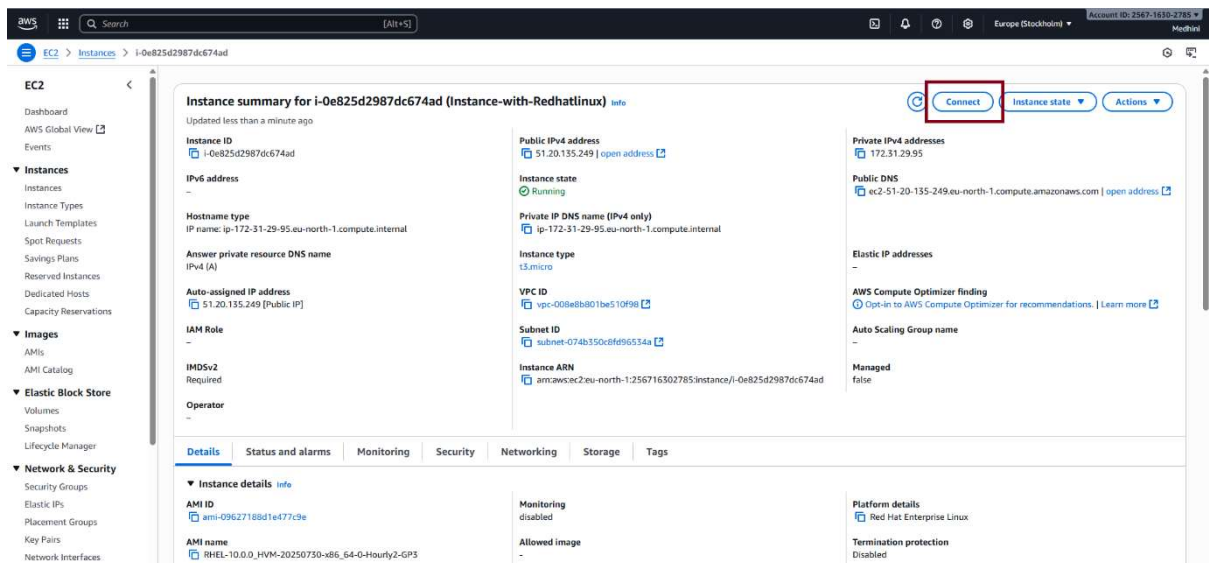 aws
Search
[Alt+S]
Europe (Stockholm)
Account ID: 2567-1630-2785
Medhini
EC2 > Instances > i-0e825d2987dc674ad
EC2
Dashboard
AWS Global View
Events
Instances
Instances
Instance Types
Launch Templates
Spot Requests
Savings Plans
Reserved Instances
Dedicated Hosts
Capacity Reservations
Images
AMIs
AMI Catalog
Elastic Block Store
Volumes
Snapshots
Lifecycle Manager
Network & Security
Security Groups
Elastic IPs
Placement Groups
Key Pairs
Network Interfaces
Instance summary for i-0e825d2987dc674ad (Instance-with-Redhatlinux) Info
Connect
Instance state
Actions
Updated less than a minute ago
Instance ID
i-0e825d2987dc674ad
Public IPv4 address
51.20.135.249 | open address
Private IPv4 addresses
172.31.29.95
IPv6 address
–
Instance state
Running
Public DNS
ec2-51-20-135-249.eu-north-1.compute.amazonaws.com | open address
Hostname type
IP name: ip-172-31-29-95.eu-north-1.compute.internal
Private IP DNS name (IPv4 only)
ip-172-31-29-95.eu-north-1.compute.internal
Answer private resource DNS name
IPv4 (A)
Instance type
t3.micro
Elastic IP addresses
–
Auto-assigned IP address
51.20.135.249 [Public IP]
VPC ID
vpc-008e8b801be510f98
AWS Compute Optimizer finding
Opt-in to AWS Compute Optimizer for recommendations. | Learn more
IAM Role
–
Subnet ID
subnet-074b350c8fd96534a
Auto Scaling Group name
–
IMDSv2
Required
Instance ARN
arn:aws:ec2:eu-north-1:256716302785:instance/i-0e825d2987dc674ad
Managed
false
Operator
–
Details
Status and alarms
Monitoring
Security
Networking
Storage
Tags
Instance details Info
AMI ID
ami-09627188d1e477c9e
Monitoring
disabled
Platform details
Red Hat Enterprise Linux
AMI name
RHEL-10.0.0_HVM-20250730-x86_64-0-Hourly2-GP3
Allowed image
-
Termination protection
Disabled